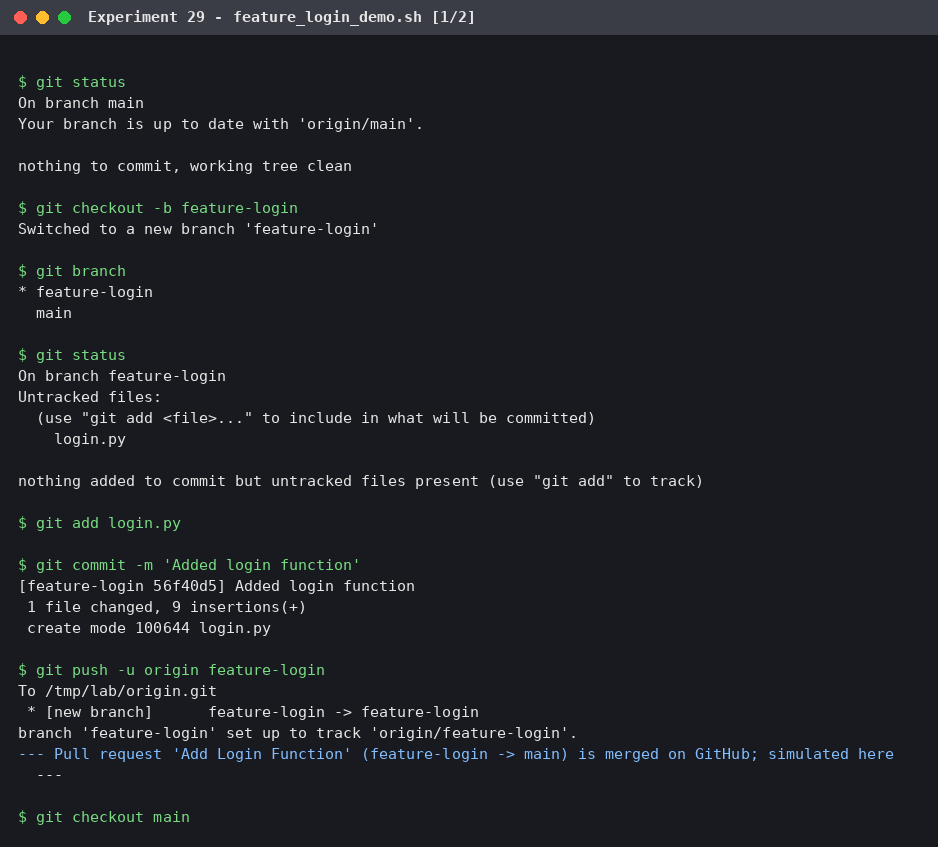 Experiment 29 - feature_login_demo.sh [1/2]
$ git status
On branch main
Your branch is up to date with 'origin/main'.
nothing to commit, working tree clean
$ git checkout -b feature-login
Switched to a new branch 'feature-login'
$ git branch
* feature-login
  main
$ git status
On branch feature-login
Untracked files:
  (use "git add <file>..." to include in what will be committed)
    login.py
nothing added to commit but untracked files present (use "git add" to track)
$ git add login.py
$ git commit -m 'Added login function'
[feature-login 56f40d5] Added login function
 1 file changed, 9 insertions(+)
 create mode 100644 login.py
$ git push -u origin feature-login
To /tmp/lab/origin.git
 * [new branch]      feature-login -> feature-login
branch 'feature-login' set up to track 'origin/feature-login'.
--- Pull request 'Add Login Function' (feature-login -> main) is merged on GitHub; simulated here
  ---
$ git checkout main